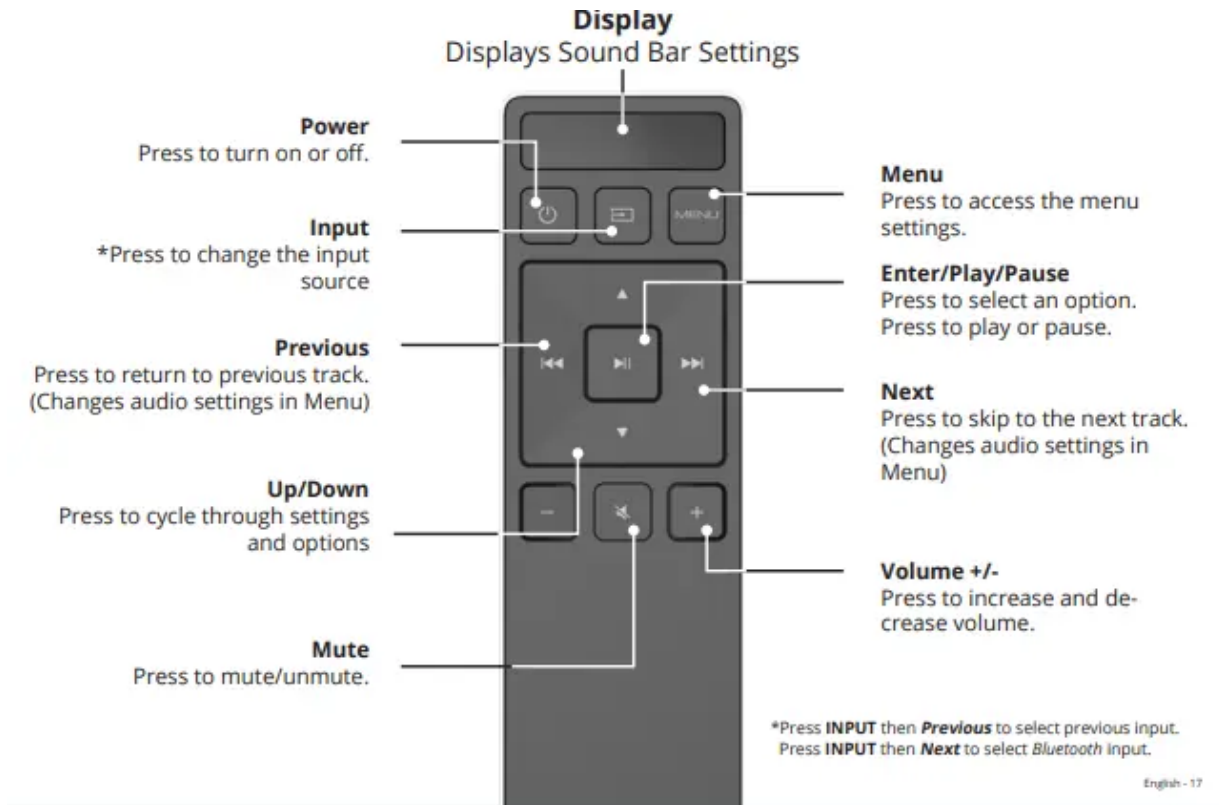 Display
Displays Sound Bar Settings
Power
Press to turn on or off.
Input
*Press to change the input
source
Previous
Press to return to previous track.
(Changes audio settings in Menu)
Up/Down
Press to cycle through settings
and options
Mute
Press to mute/unmute.
MENU
Menu
Press to access the menu
settings.
Enter/Play/Pause
Press to select an option.
Press to play or pause.
Next
Press to skip to the next track.
(Changes audio settings in
Menu)
Volume +/-
Press to increase and de-
crease volume.
*Press INPUT then Previous to select previous input.
Press INPUT then Next to select Bluetooth input.
English - 17